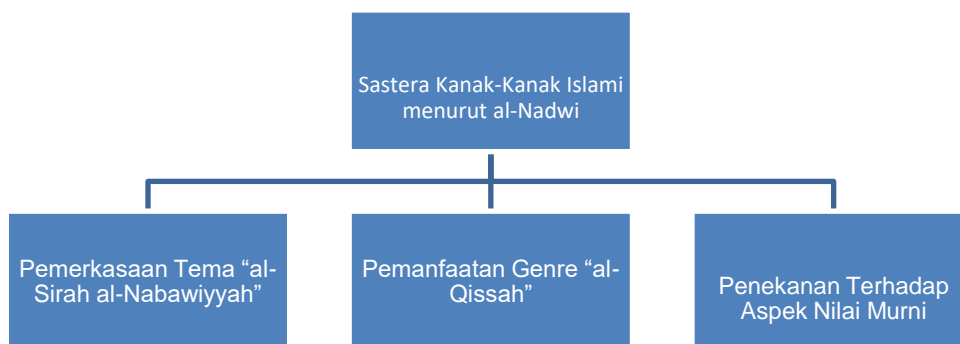 Sastera Kanak-Kanak Islami
menurut al-Nadwi
Pemerkasaan Tema “al-
Sirah al-Nabawiyyah”
Pemanfaatan Genre “al-
Qissah”
Penekanan Terhadap
Aspek Nilai Murni